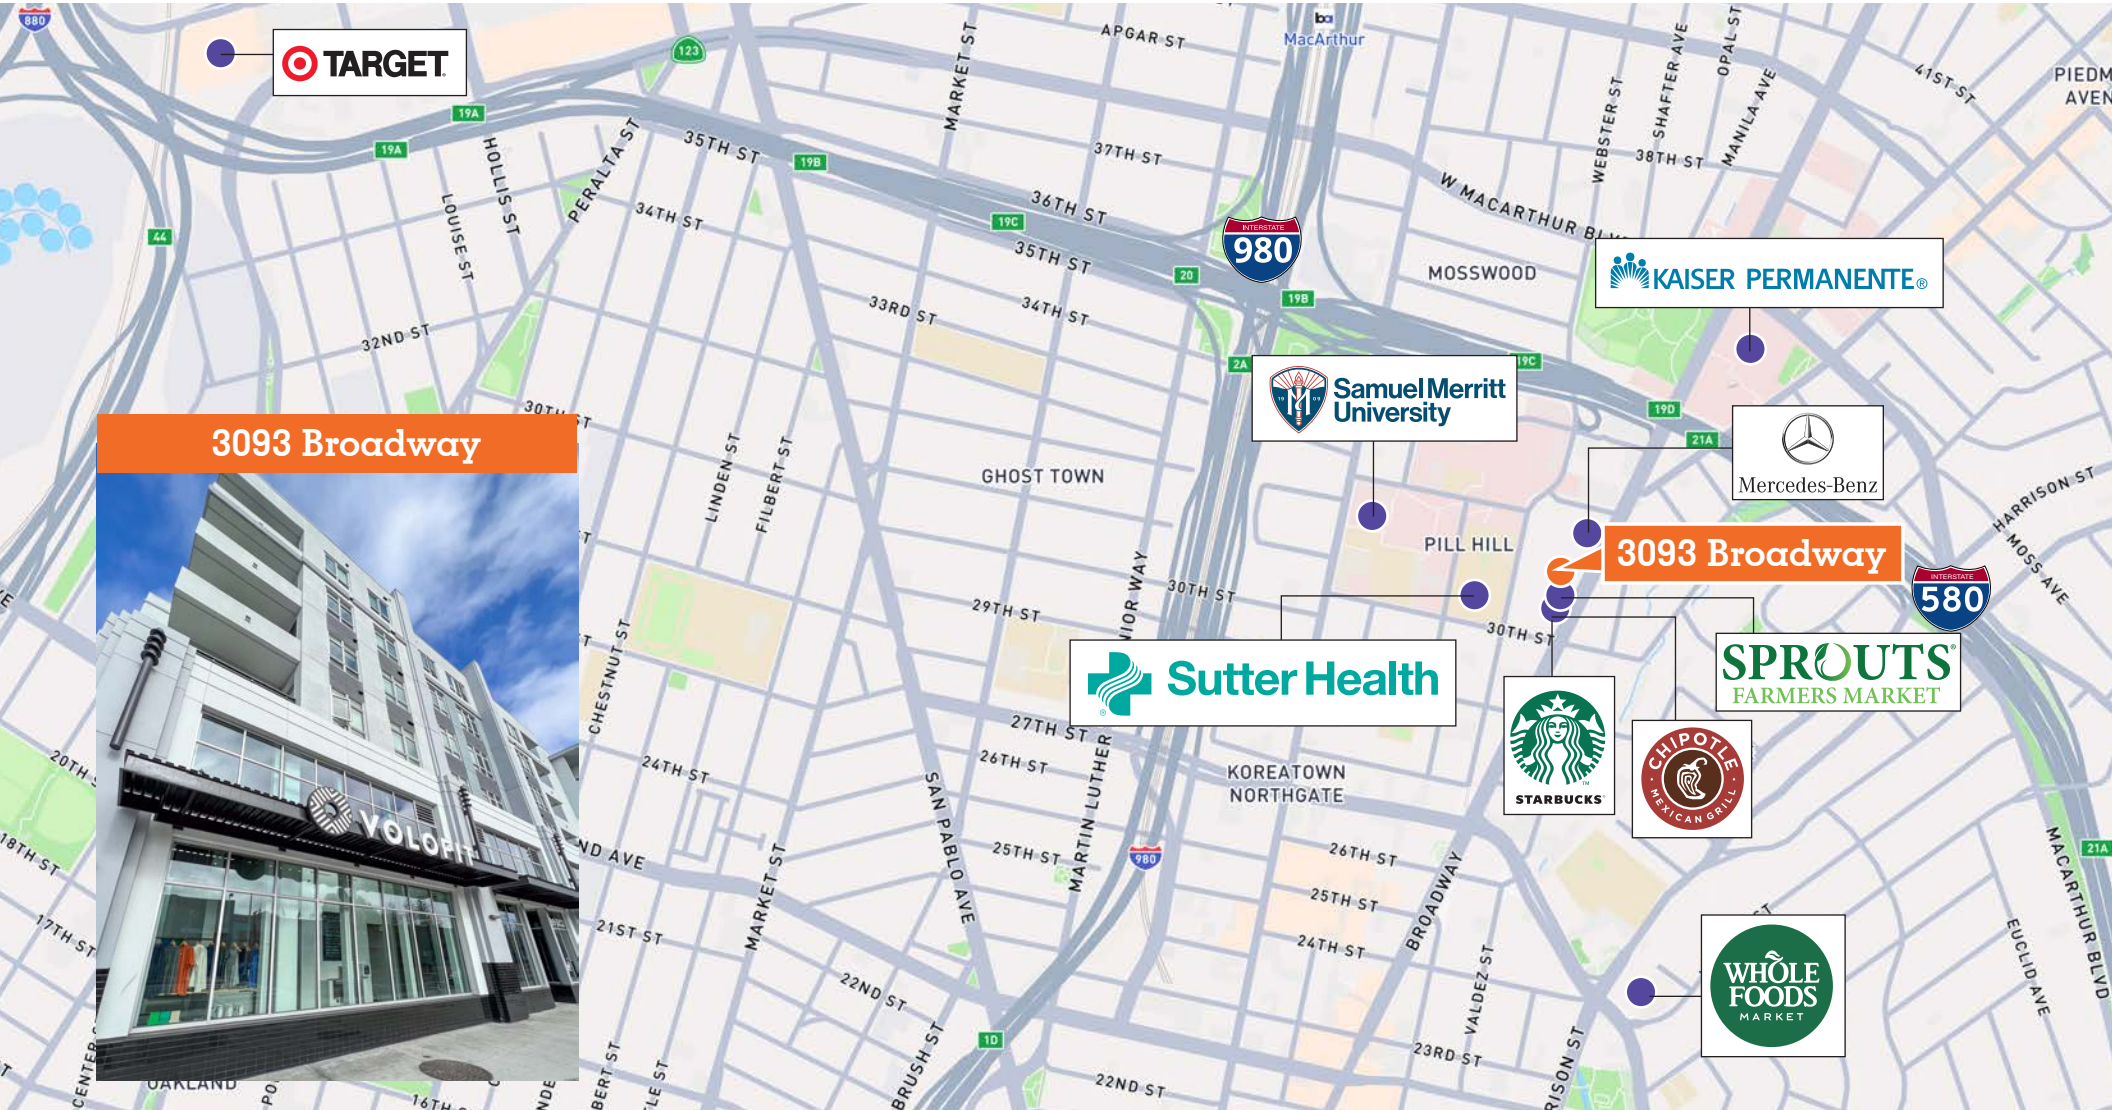 880
TARGET
123
MARKET ST
APGAR ST
MacArthur
WEBSTER ST
SHAFTER AVE
OPAL ST
MANILA AVE
41ST ST
19A
19A
HOLLIS ST
PERALTA ST
35TH ST
19B
37TH ST
38TH ST
LOUISE ST
34TH ST
36TH ST
19C
35TH ST
W MACARTHUR
44
INTERSTATE
980
20
19B
MOSSWOOD
KAISER PERMANENTE®
33RD ST
34TH ST
32ND ST
2A
19C
Samuel Merritt
University
19D
21A
Mercedes-Benz
30TH ST
3093 Broadway
LINDEN ST
FILBERT ST
GHOST TOWN
HARRISON ST
MOSS AVE
PILL HILL
3093 Broadway
INTERSTATE
580
30TH ST
29TH ST
30TH ST
CHESTNUT ST
Sutter Health
SPROUTS
FARMERS MARKET
STARBUCKS
CHIPOTLE
MEXICAN GRILL
27TH ST
26TH ST
24TH ST
20TH
SAN PABLO AVE
MARTIN LUTHER
KOREATOWN
NORTHGATE
VOLOFIT
18TH ST
25TH ST
980
26TH ST
BROADWAY
MACARTHUR BLVD
21A
25TH ST
24TH ST
17TH ST
21ST ST
MARKET ST
22ND ST
VALDEZ ST
EUCLID AVE
WHOLE
FOODS
MARKET
BRUSH ST
1D
23RD ST
22ND ST
OAKLAND